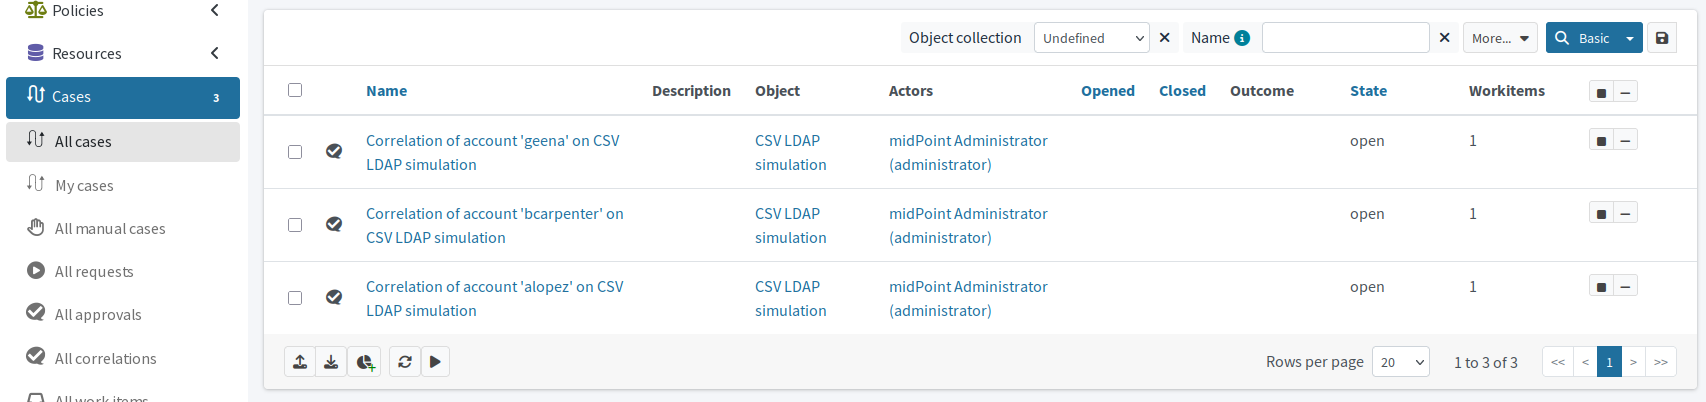 Policies
Resources
Cases 3
All cases
My cases
All manual cases
All requests
All approvals
All correlations
All work items
Object collection Undefined Name More... Basic
Name Description Object Actors Opened Closed Outcome State Workitems
Correlation of account 'geena' on CSV CSV LDAP midPoint Administrator open 1
LDAP simulation simulation (administrator)
Correlation of account 'bcarpenter' on CSV LDAP midPoint Administrator open 1
CSV LDAP simulation simulation (administrator)
Correlation of account 'alopez' on CSV CSV LDAP midPoint Administrator open 1
LDAP simulation simulation (administrator)
Rows per page 20 1 to 3 of 3 << < 1 > >>